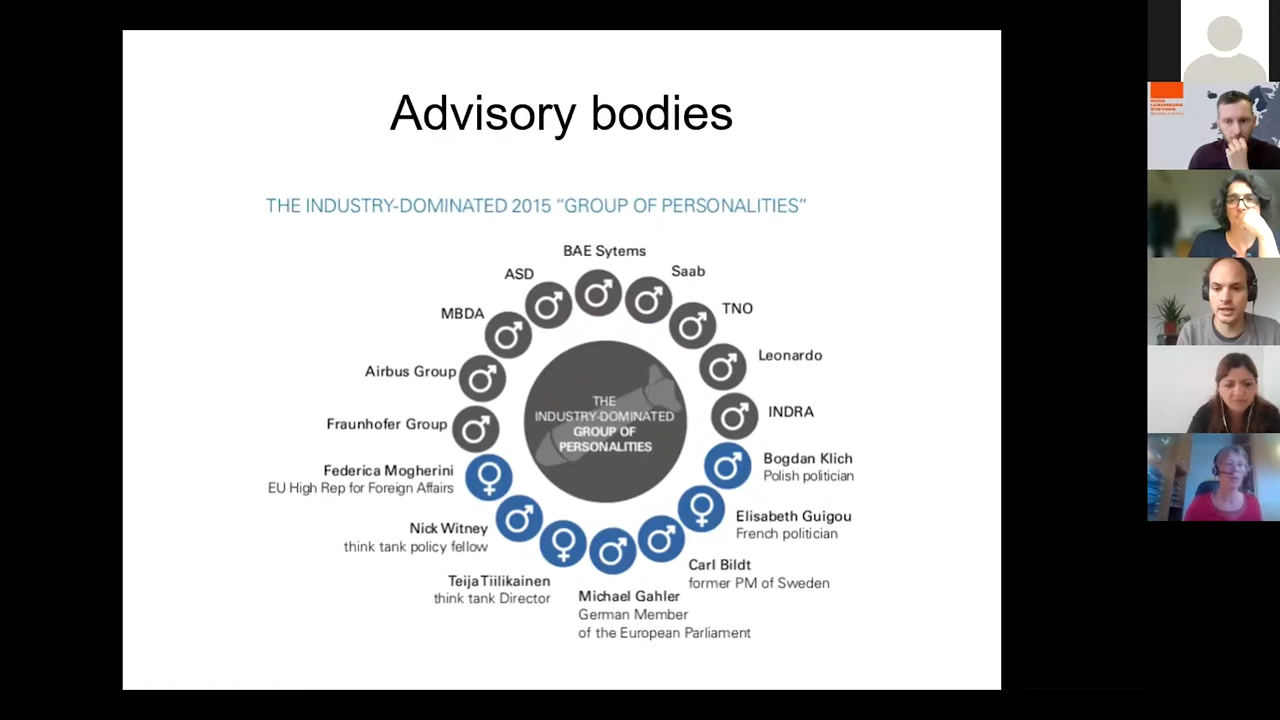 Advisory bodies
THE INDUSTRY-DOMINATED 2015 “GROUP OF PERSONALITIES”
BAE Sytems
ASD
Saab
MBDA
TNO
Airbus Group
Leonardo
Fraunhofer Group
INDRA
THE
INDUSTRY-DOMINATED
GROUP OF
PERSONALITIES
Federica Mogherini
EU High Rep for Foreign Affairs
Bogdan Klich
Polish politician
Nick Witney
think tank policy fellow
Elisabeth Guigou
French politician
Teija Tiilikainen
think tank Director
Carl Bildt
former PM of Sweden
Michael Gahler
German Member
of the European Parliament
ROSA
LUXEMBURG
STIFTUNG